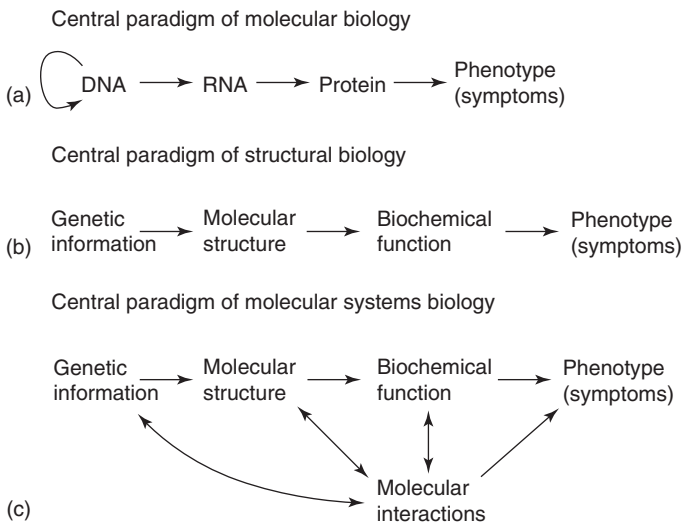 Central paradigm of molecular biology
(a) DNA RNA Protein Phenotype
(symptoms)
Central paradigm of structural biology
Genetic Molecular Biochemical Phenotype
(b) information structure function (symptoms)
Central paradigm of molecular systems biology
Genetic Molecular Biochemical Phenotype
information structure function (symptoms)
Molecular
(c) interactions